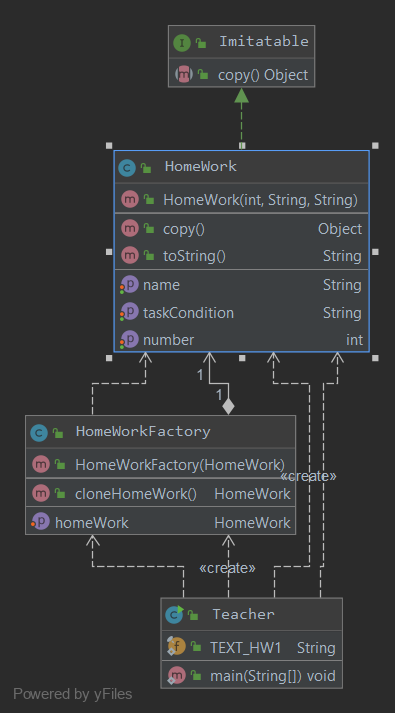 Imitatable
copy() Object
HomeWork
HomeWork(int, String, String)
copy() Object
toString() String
name String
taskCondition String
number int
1
1
HomeWorkFactory
HomeWorkFactory(HomeWork)
cloneHomeWork() HomeWork
homeWork HomeWork
«create»
«create»
Teacher
TEXT_HW1 String
main(String[]) void
Powered by yFiles